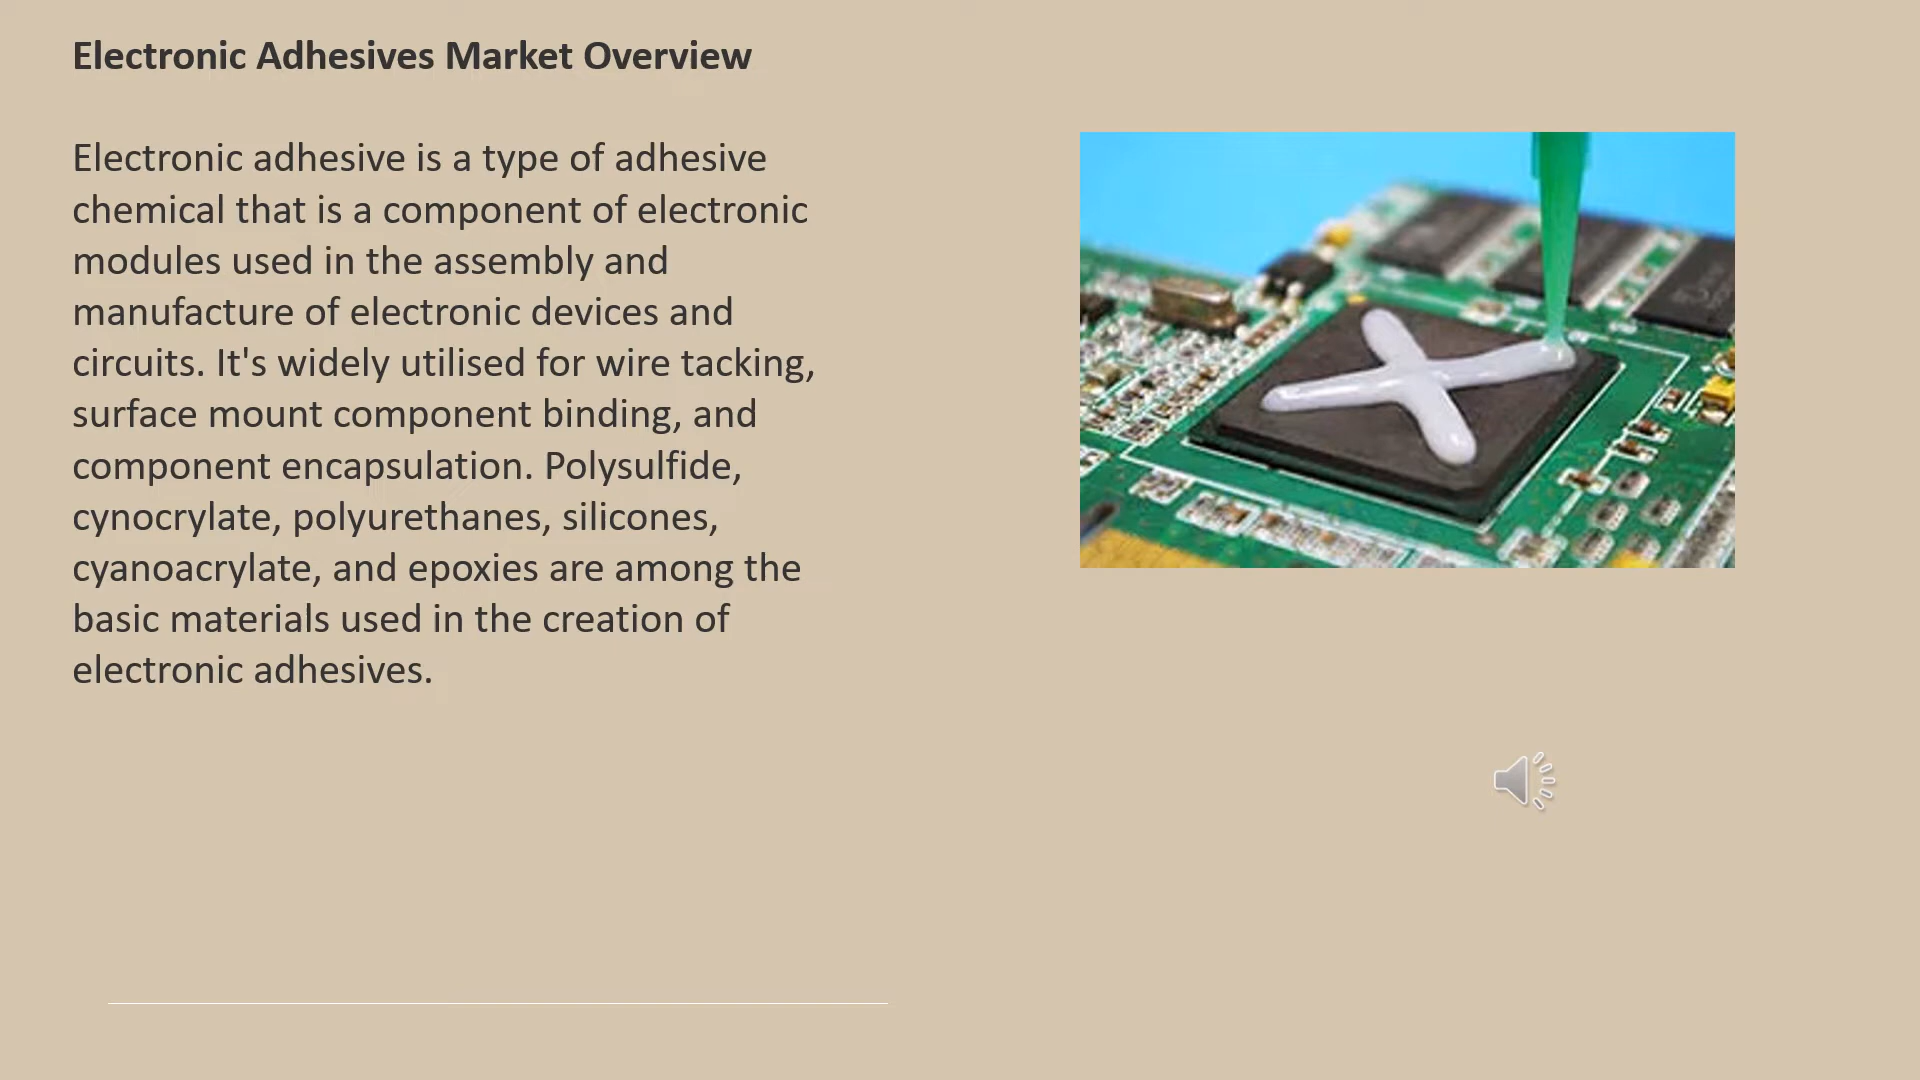 Electronic Adhesives Market Overview
Electronic adhesive is a type of adhesive
chemical that is a component of electronic
modules used in the assembly and
manufacture of electronic devices and
circuits. It's widely utilised for wire tacking,
surface mount component binding, and
component encapsulation. Polysulfide,
cynocrylate, polyurethanes, silicones,
cyanoacrylate, and epoxies are among the
basic materials used in the creation of
electronic adhesives.